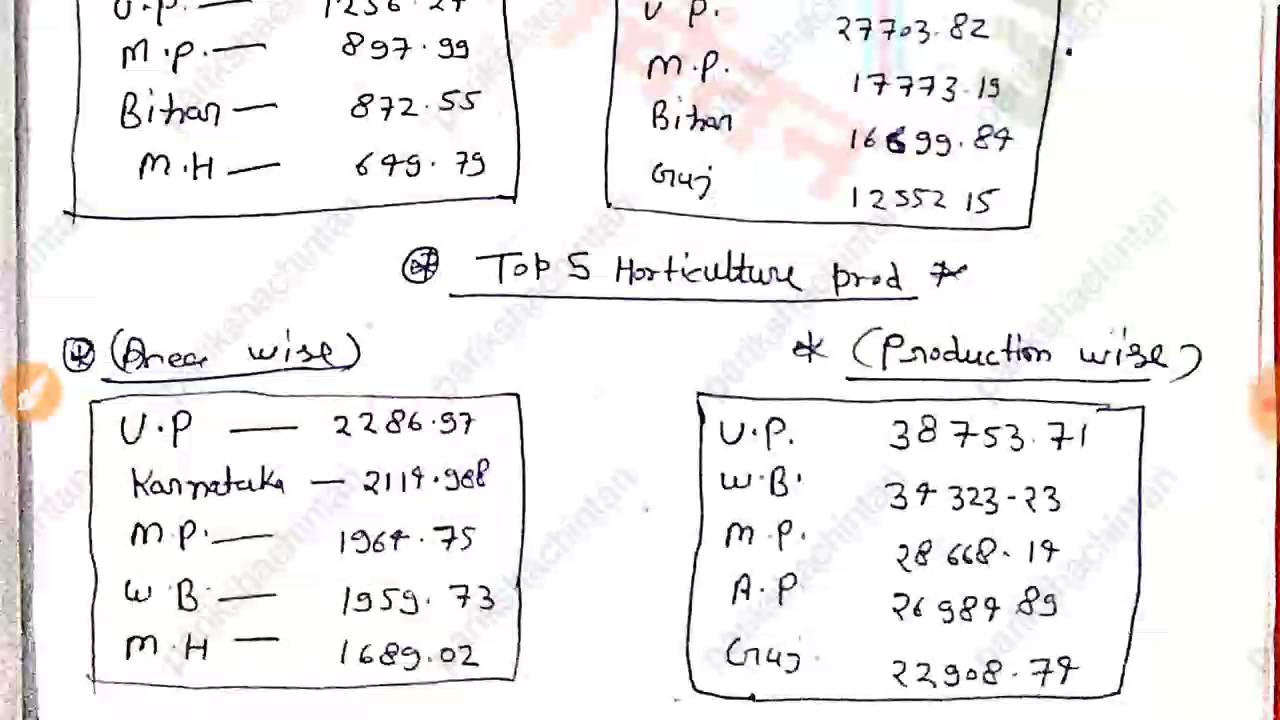 U.P. —
M.P. — 897.99
Bihar — 872.55
M.H — 649.79
U P.
27703.82
M.P. 17773.19
Bihar 16699.84
Guj 12552 15
Top 5 Horticulture prod *
(Area wise)
U.P — 2286.97
Karnataka — 2114.988
M.P. — 1964.75
W.B. — 1959.73
M.H — 1689.02
* (Production wise)
U.P. 38753.71
W.B. 34323-23
M.P. 28668.14
A.P. 26984 89
Guj. 22908.74